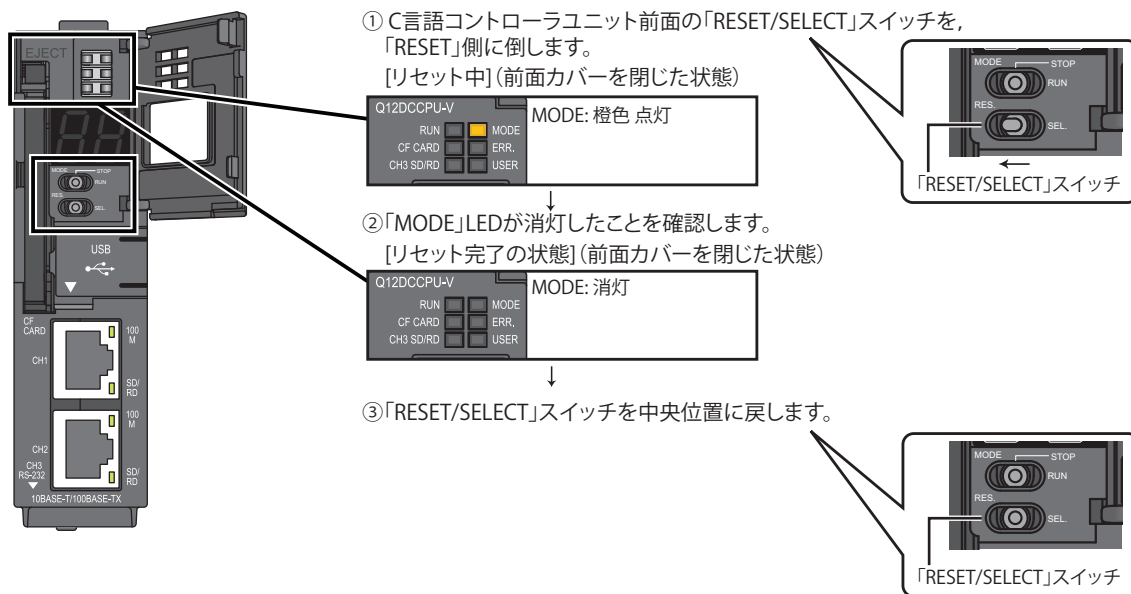 EJECT
MODE
STOP
RUN
RES.
SEL.
USB
CF
CARD
100
M
CH1
SD/
RD
100
M
CH2
CH3
RS-232
SD/
RD
10BASE-T/100BASE-TX
① C言語コントローラユニット前面の「RESET/SELECT」スイッチを,
「RESET」側に倒します。
[リセット中](前面カバーを閉じた状態)
Q12DCCPU-V
RUN MODE
CF CARD ERR.
CH3 SD/RD USER
MODE: 橙色 点灯
↓
②「MODE」LEDが消灯したことを確認します。
[リセット完了の状態](前面カバーを閉じた状態)
Q12DCCPU-V
RUN MODE
CF CARD ERR.
CH3 SD/RD USER
MODE: 消灯
↓
③「RESET/SELECT」スイッチを中央位置に戻します。
MODE STOP
RUN
RES.
SEL.
←
「RESET/SELECT」スイッチ
MODE STOP
RUN
RES.
SEL.
「RESET/SELECT」スイッチ